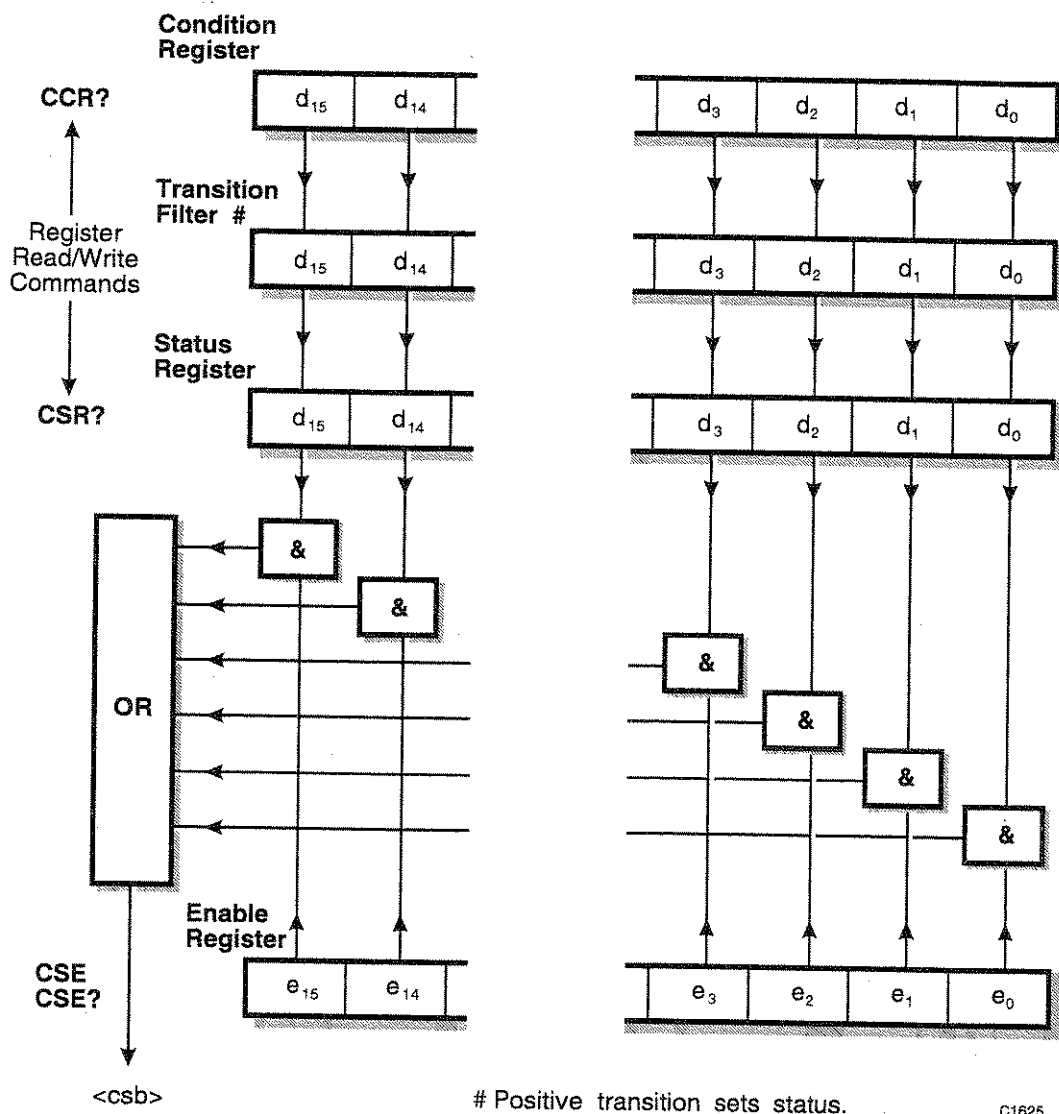 Condition
Register
CCR?
d15 d14 d3 d2 d1 d0
Transition
Filter #
Register
Read/Write
Commands
d15 d14 d3 d2 d1 d0
Status
Register
CSR?
d15 d14 d3 d2 d1 d0
&
&
&
OR
&
&
&
Enable
Register
CSE
CSE?
e15 e14 e3 e2 e1 e0
<csb>
# Positive transition sets status.
C1625